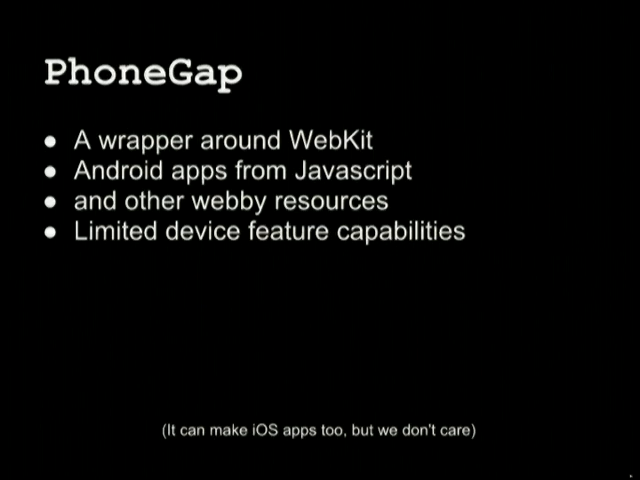 PhoneGap
● A wrapper around WebKit
● Android apps from Javascript
● and other webby resources
● Limited device feature capabilities
(It can make iOS apps too, but we don't care)